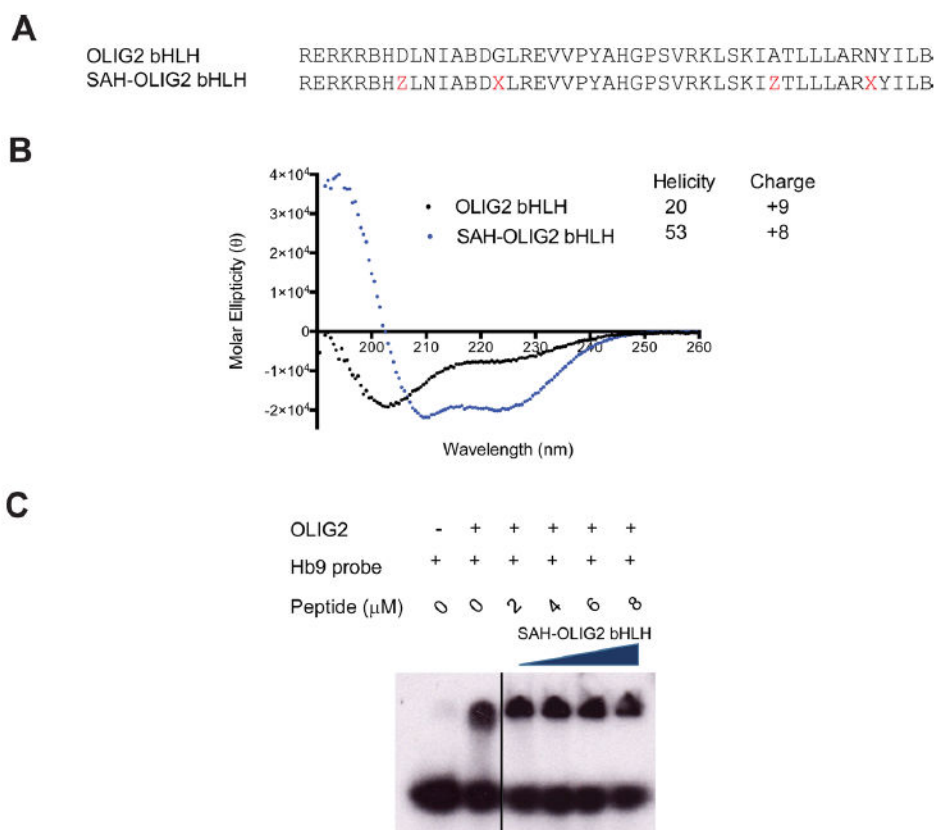 A
OLIG2 bHLH RERKRBHDLNIABDGLREVVPYAHGPSVRKLSKIATLLLARNYILB.
SAH-OLIG2 bHLH RERKRBHZLNIABDXLREVVPYAHGPSVRKLSKIZTLLLARXYILB.
B
Helicity Charge
OLIG2 bHLH 20 +9
SAH-OLIG2 bHLH 53 +8
Molar Ellipticity (θ)
4×10⁴
3×10⁴
2×10⁴
1×10⁴
0
-1×10⁴
-2×10⁴
200 210 220 230 240 250 260
Wavelength (nm)
C
OLIG2 - + + + + +
Hb9 probe + + + + + +
Peptide (μM) 0 0 2 4 6 8
SAH-OLIG2 bHLH